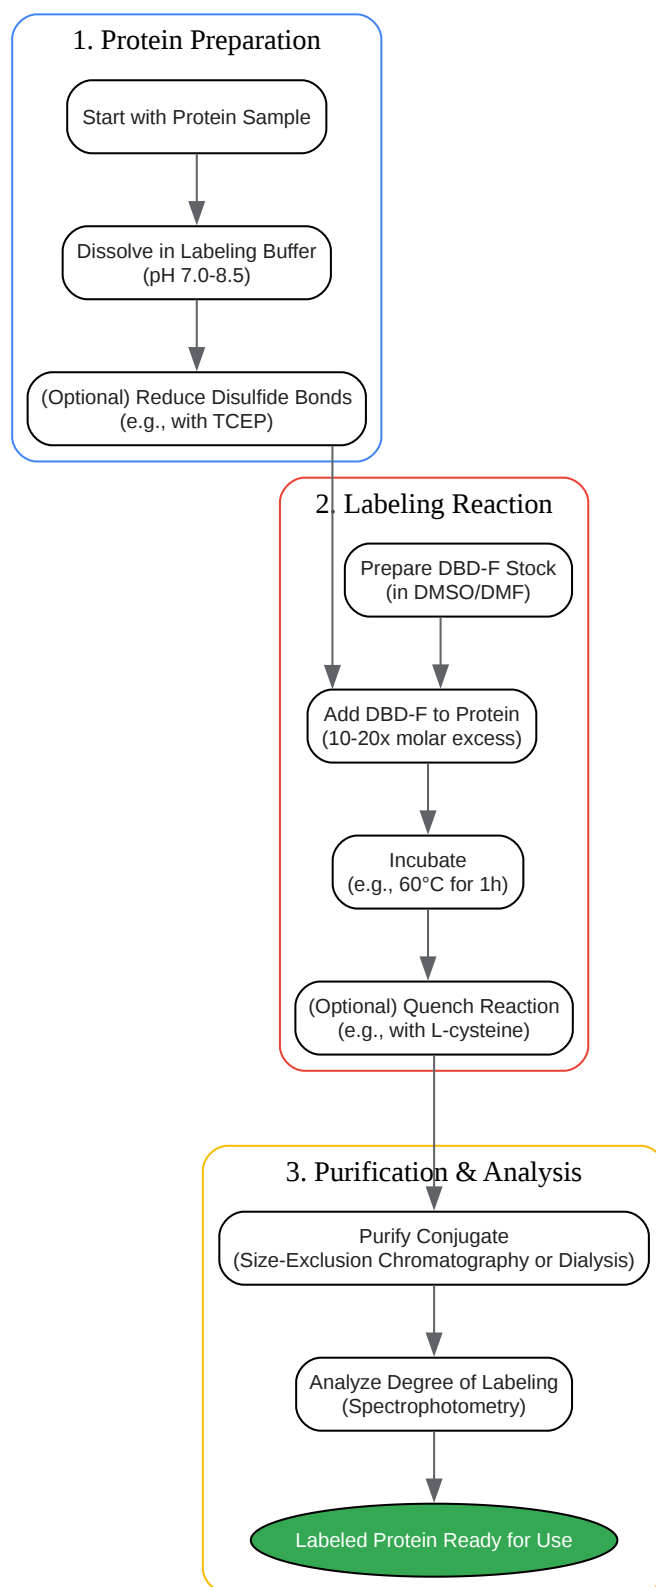 1. Protein Preparation
Start with Protein Sample
Dissolve in Labeling Buffer
(pH 7.0-8.5)
(Optional) Reduce Disulfide Bonds
(e.g., with TCEP)
2. Labeling Reaction
Prepare DBD-F Stock
(in DMSO/DMF)
Add DBD-F to Protein
(10-20x molar excess)
Incubate
(e.g., 60°C for 1h)
(Optional) Quench Reaction
(e.g., with L-cysteine)
3. Purification & Analysis
Purify Conjugate
(Size-Exclusion Chromatography or Dialysis)
Analyze Degree of Labeling
(Spectrophotometry)
Labeled Protein Ready for Use